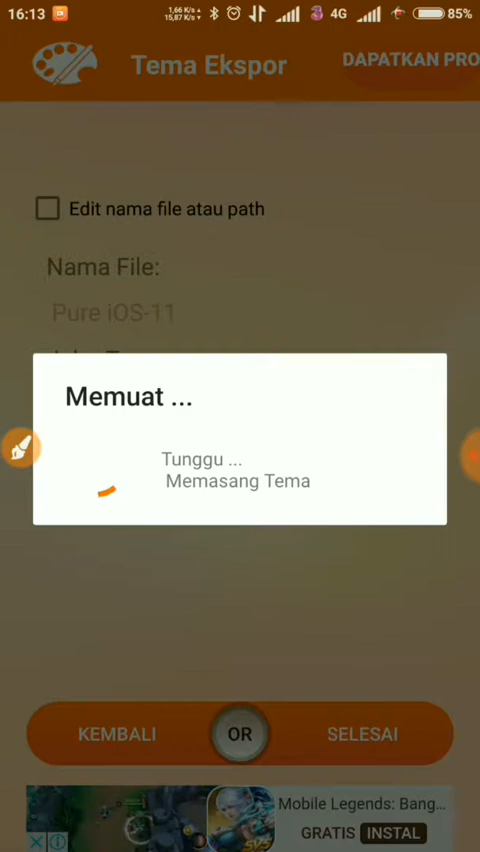 16:13
1,66 K/s
15,87 K/s
3
4G
85%
Tema Ekspor
DAPATKAN PRO
Edit nama file atau path
Nama File:
Pure iOS-11
Memuat ...
Tunggu ...
Memasang Tema
KEMBALI
OR
SELESAI
Mobile Legends: Bang...
GRATIS INSTAL